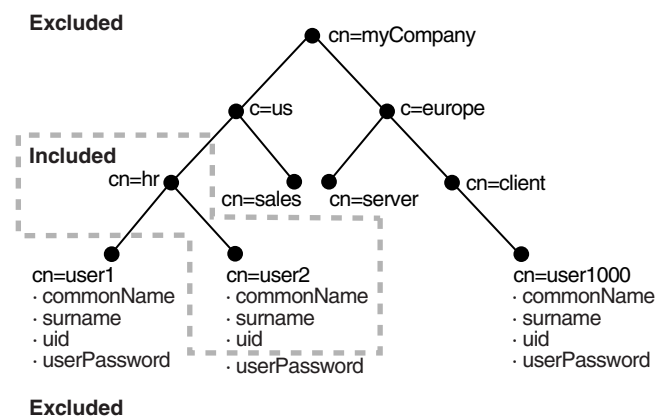 Excluded
cn=myCompany
c=us
c=europe
Included
cn=hr
cn=sales
cn=server
cn=client
cn=user1
· commonName
· surname
· uid
· userPassword
cn=user2
· commonName
· surname
· uid
· userPassword
cn=user1000
· commonName
· surname
· uid
· userPassword
Excluded